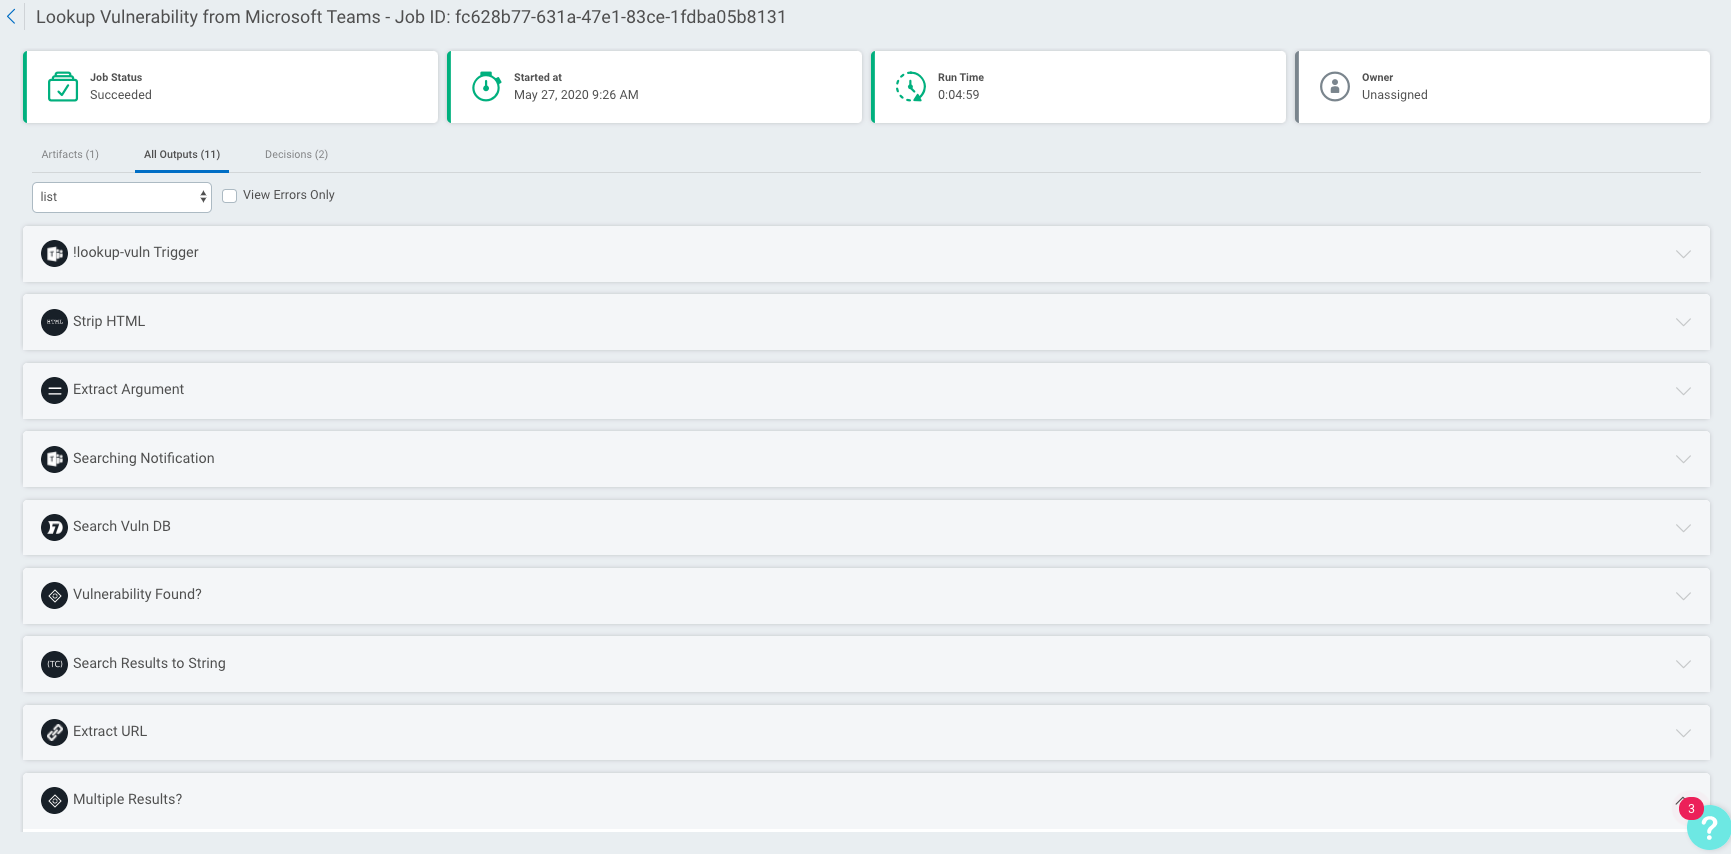 Lookup Vulnerability from Microsoft Teams - Job ID: fc628b77-631a-47e1-83ce-1fdba05b8131
Job Status
Succeeded
Started at
May 27, 2020 9:26 AM
Run Time
0:04:59
Owner
Unassigned
Artifacts (1)
All Outputs (11)
Decisions (2)
list
View Errors Only
!lookup-vuln Trigger
HTML
Strip HTML
Extract Argument
Searching Notification
Search Vuln DB
Vulnerability Found?
(TC)
Search Results to String
Extract URL
Multiple Results?
3
?